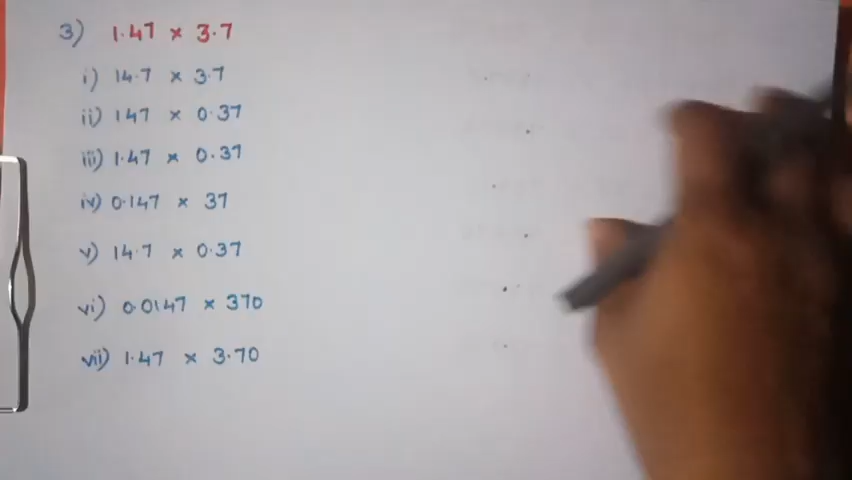 3) 1.47 × 3.7
i) 14.7 × 3.7
ii) 147 × 0.37
iii) 1.47 × 0.37
iv) 0.147 × 37
v) 14.7 × 0.37
vi) 0.0147 × 370
vii) 1.47 × 3.70